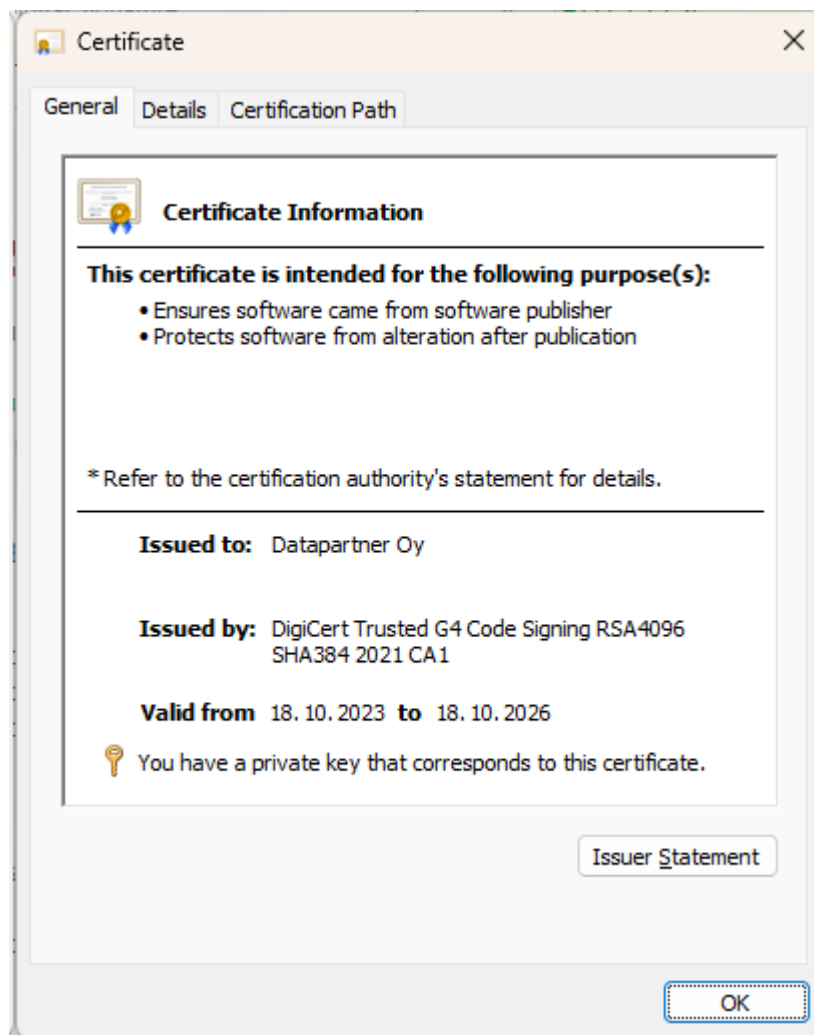 Certificate
General Details Certification Path
Certificate Information
This certificate is intended for the following purpose(s):
• Ensures software came from software publisher
• Protects software from alteration after publication
* Refer to the certification authority's statement for details.
Issued to: Datapartner Oy
Issued by: DigiCert Trusted G4 Code Signing RSA4096
SHA384 2021 CA1
Valid from 18. 10. 2023 to 18. 10. 2026
You have a private key that corresponds to this certificate.
Issuer Statement
OK